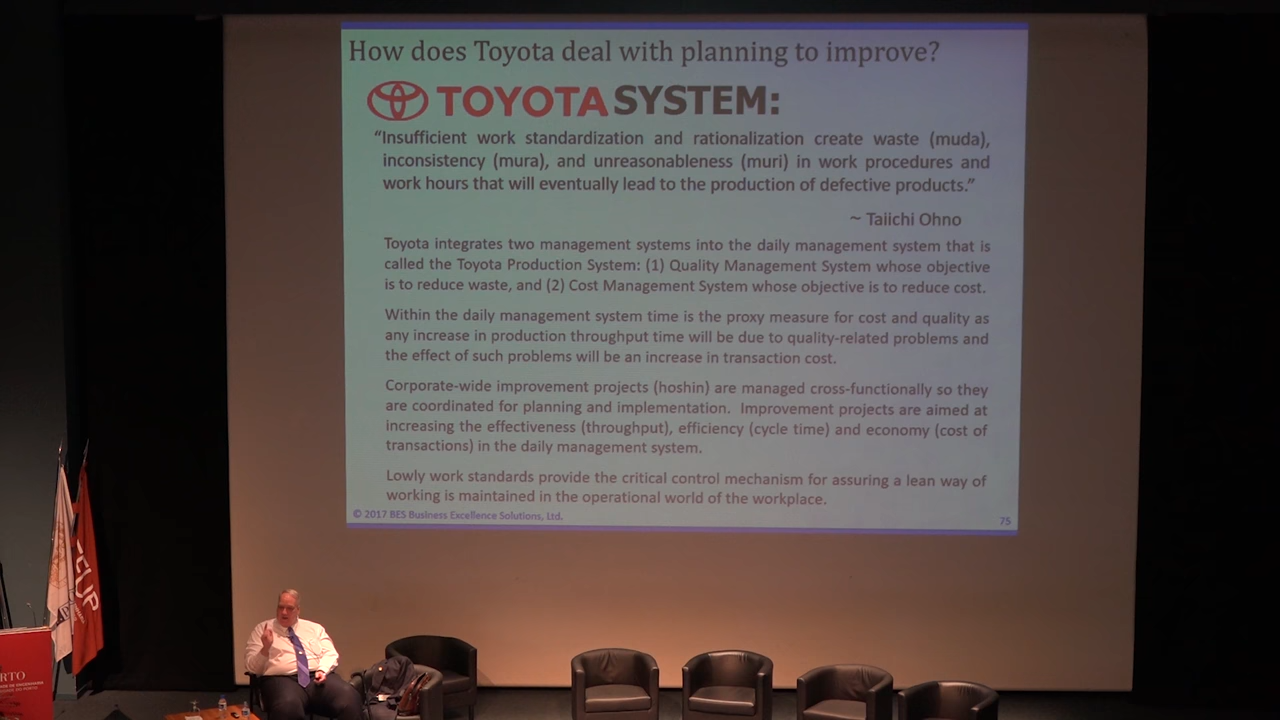 How does Toyota deal with planning to improve?
TOYOTA SYSTEM:
“Insufficient work standardization and rationalization create waste (muda),
inconsistency (mura), and unreasonableness (muri) in work procedures and
work hours that will eventually lead to the production of defective products.”
~ Taiichi Ohno
Toyota integrates two management systems into the daily management system that is
called the Toyota Production System: (1) Quality Management System whose objective
is to reduce waste, and (2) Cost Management System whose objective is to reduce cost.
Within the daily management system time is the proxy measure for cost and quality as
any increase in production throughput time will be due to quality-related problems and
the effect of such problems will be an increase in transaction cost.
Corporate-wide improvement projects (hoshin) are managed cross-functionally so they
are coordinated for planning and implementation. Improvement projects are aimed at
increasing the effectiveness (throughput), efficiency (cycle time) and economy (cost of
transactions) in the daily management system.
Lowly work standards provide the critical control mechanism for assuring a lean way of
working is maintained in the operational world of the workplace.
© 2017 BES Business Excellence Solutions, Ltd.
75
FEUP